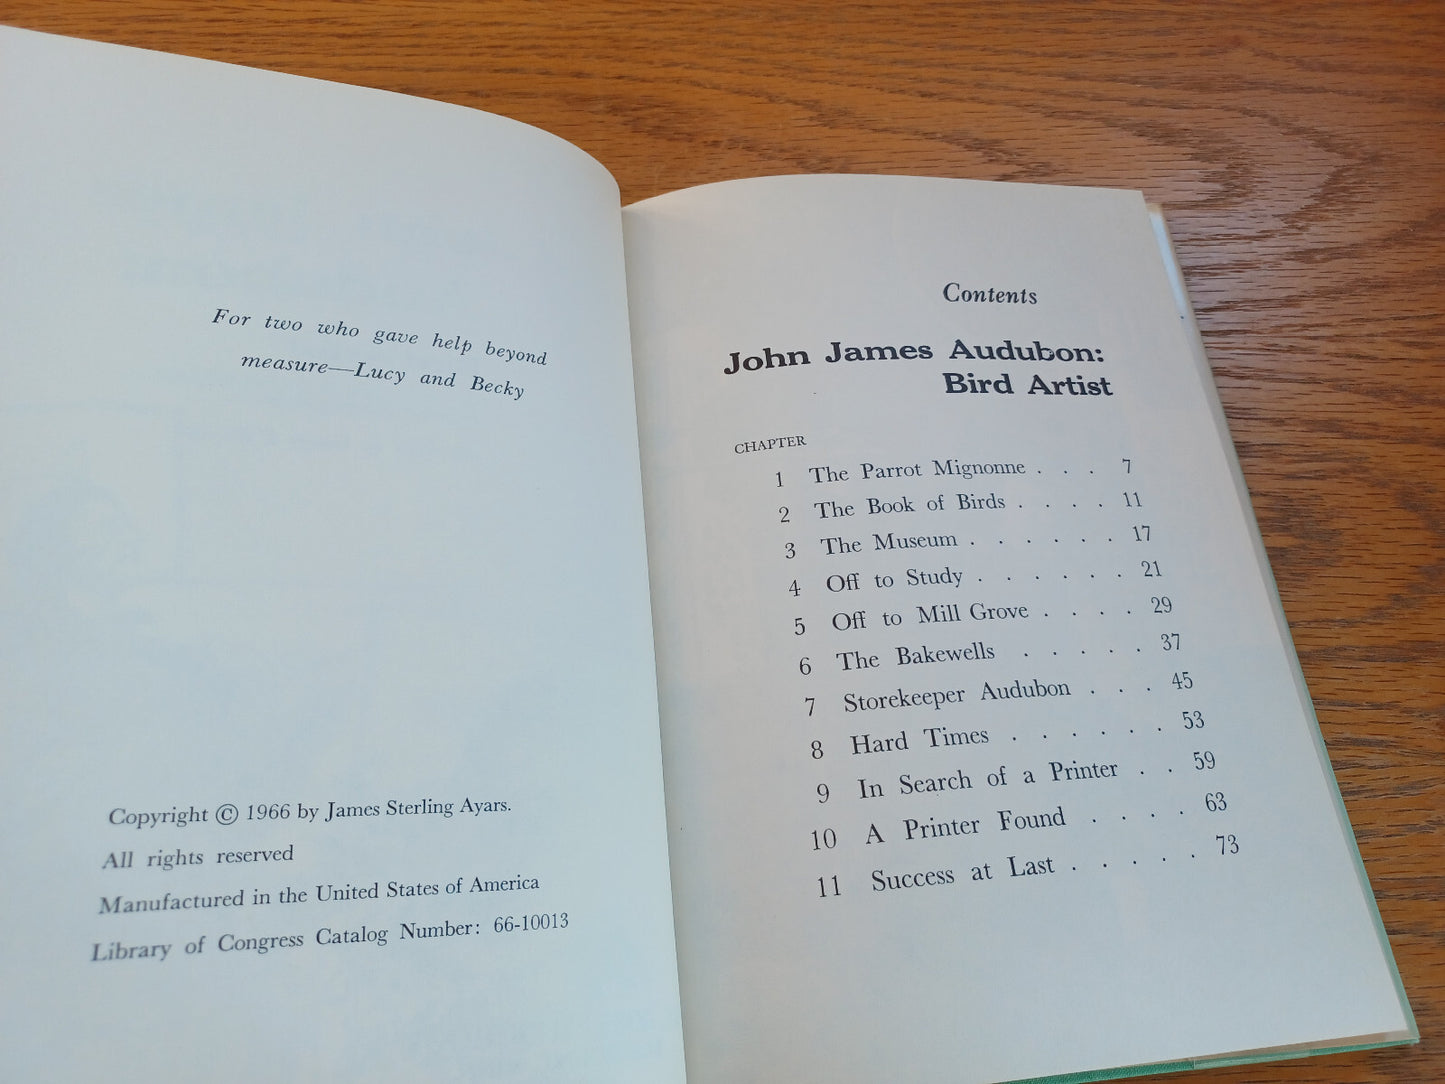 For two who gave help beyond
measure—Lucy and Becky
Copyright © 1966 by James Sterling Ayars.
All rights reserved
Manufactured in the United States of America
Library of Congress Catalog Number: 66-10013
Contents
John James Audubon:
Bird Artist
CHAPTER
1 The Parrot Mignonne . . . 7
2 The Book of Birds . . . . 11
3 The Museum . . . . . . 17
4 Off to Study . . . . . . 21
5 Off to Mill Grove . . . . 29
6 The Bakewells . . . . . 37
7 Storekeeper Audubon . . . 45
8 Hard Times . . . . . . 53
9 In Search of a Printer . . 59
10 A Printer Found . . . . 63
11 Success at Last . . . . . 73